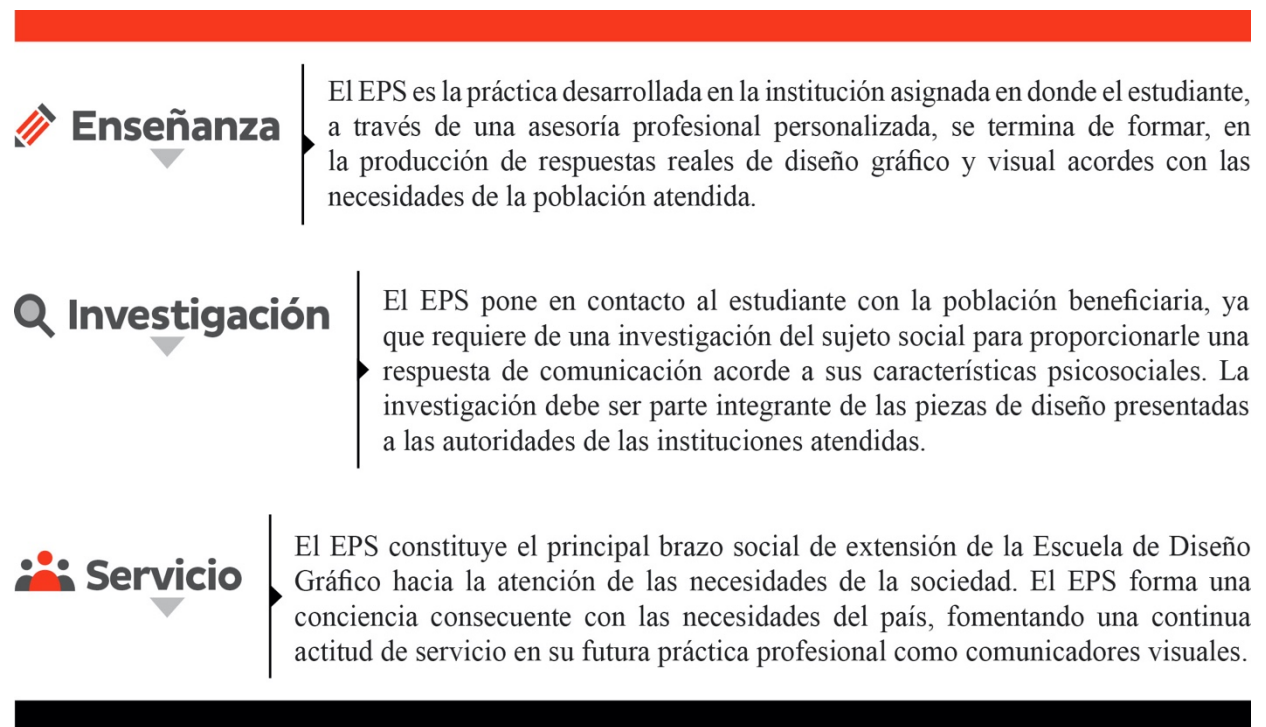 Enseñanza
El EPS es la práctica desarrollada en la institución asignada en donde el estudiante,
a través de una asesoría profesional personalizada, se termina de formar, en
la producción de respuestas reales de diseño gráfico y visual acordes con las
necesidades de la población atendida.
Investigación
El EPS pone en contacto al estudiante con la población beneficiaria, ya
que requiere de una investigación del sujeto social para proporcionarle una
respuesta de comunicación acorde a sus características psicosociales. La
investigación debe ser parte integrante de las piezas de diseño presentadas
a las autoridades de las instituciones atendidas.
Servicio
El EPS constituye el principal brazo social de extensión de la Escuela de Diseño
Gráfico hacia la atención de las necesidades de la sociedad. El EPS forma una
conciencia consecuente con las necesidades del país, fomentando una continua
actitud de servicio en su futura práctica profesional como comunicadores visuales.